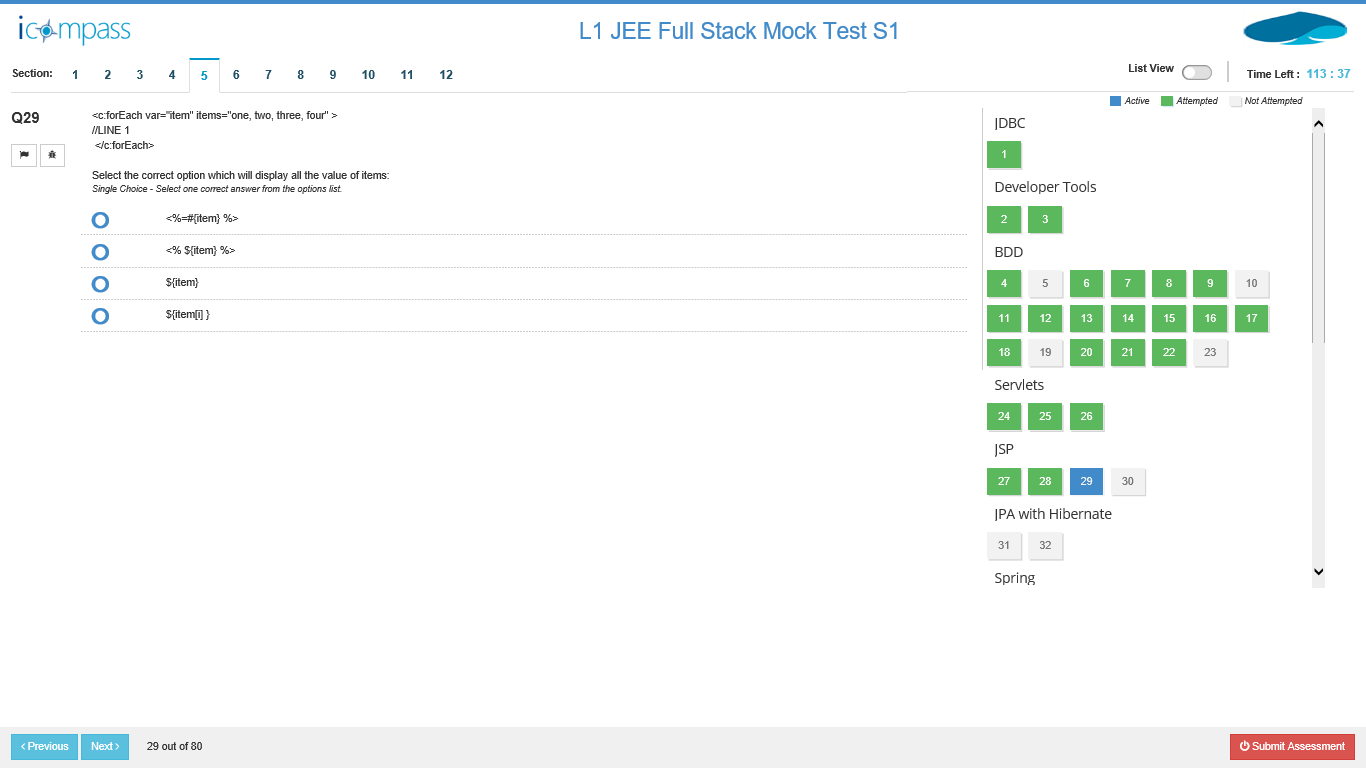 icompass
L1 JEE Full Stack Mock Test S1
Section: 1 2 3 4 5 6 7 8 9 10 11 12
List View
Time Left : 113 : 37
Active Attempted Not Attempted
Q29
<c:forEach var="item" items="one, two, three, four" >
//LINE 1
</c:forEach>
Select the correct option which will display all the value of items:
Single Choice - Select one correct answer from the options list.
<%=#{item} %>
<% ${item} %>
${item}
${item[i] }
JDBC
1
Developer Tools
2 3
BDD
4 5 6 7 8 9 10
11 12 13 14 15 16 17
18 19 20 21 22 23
Servlets
24 25 26
JSP
27 28 29 30
JPA with Hibernate
31 32
Spring
Previous
Next
29 out of 80
Submit Assessment